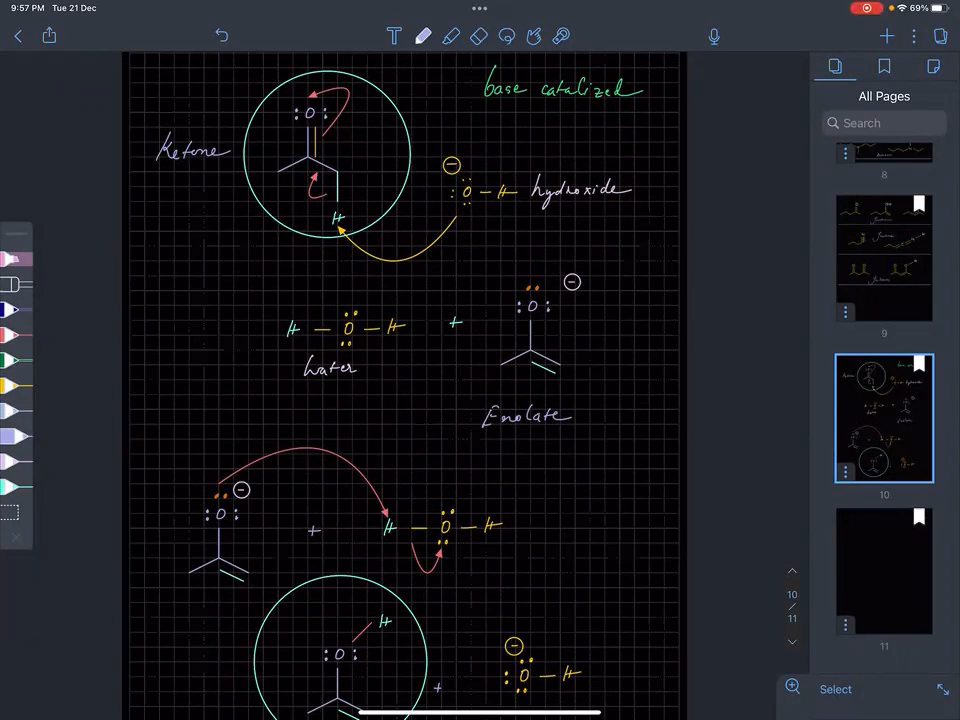 9:57 PM Tue 21 Dec
69%
All Pages
Search
8
9
10
11
10
/
11
Select
base catalized
:O:
Ketone
H
:O – H hydroxide
H – O – H + :O:
Water
Enolate
:O: + H – O – H
H
:O: + :O – H